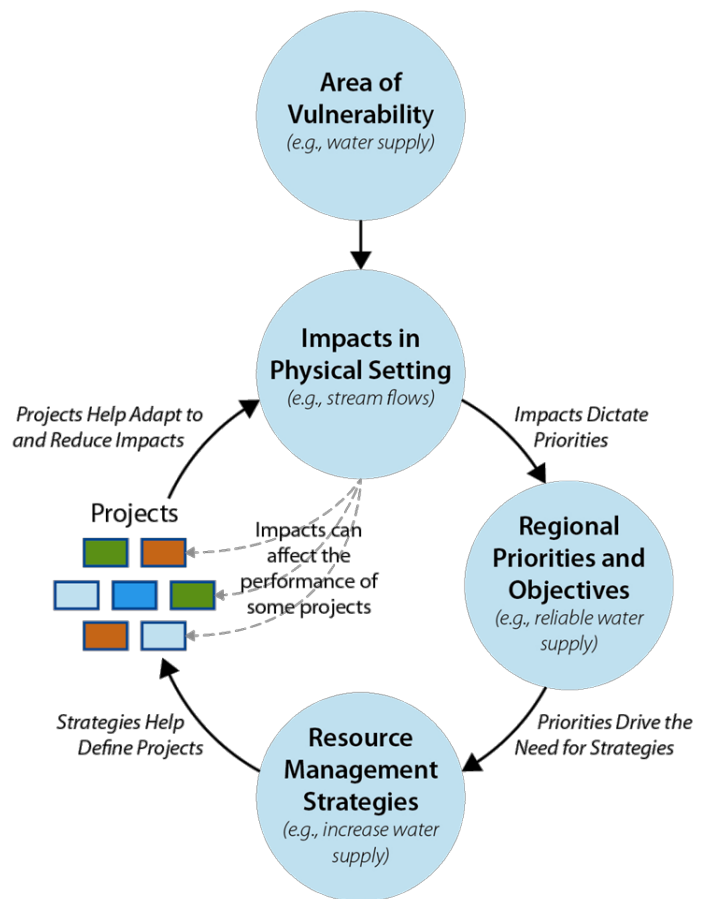 Area of
Vulnerability
(e.g., water supply)
Impacts in
Physical Setting
(e.g., stream flows)
Projects Help Adapt to
and Reduce Impacts
Impacts Dictate
Priorities
Projects
Impacts can
affect the
performance of
some projects
Regional
Priorities and
Objectives
(e.g., reliable water
supply)
Strategies Help
Define Projects
Priorities Drive the
Need for Strategies
Resource
Management
Strategies
(e.g., increase water
supply)